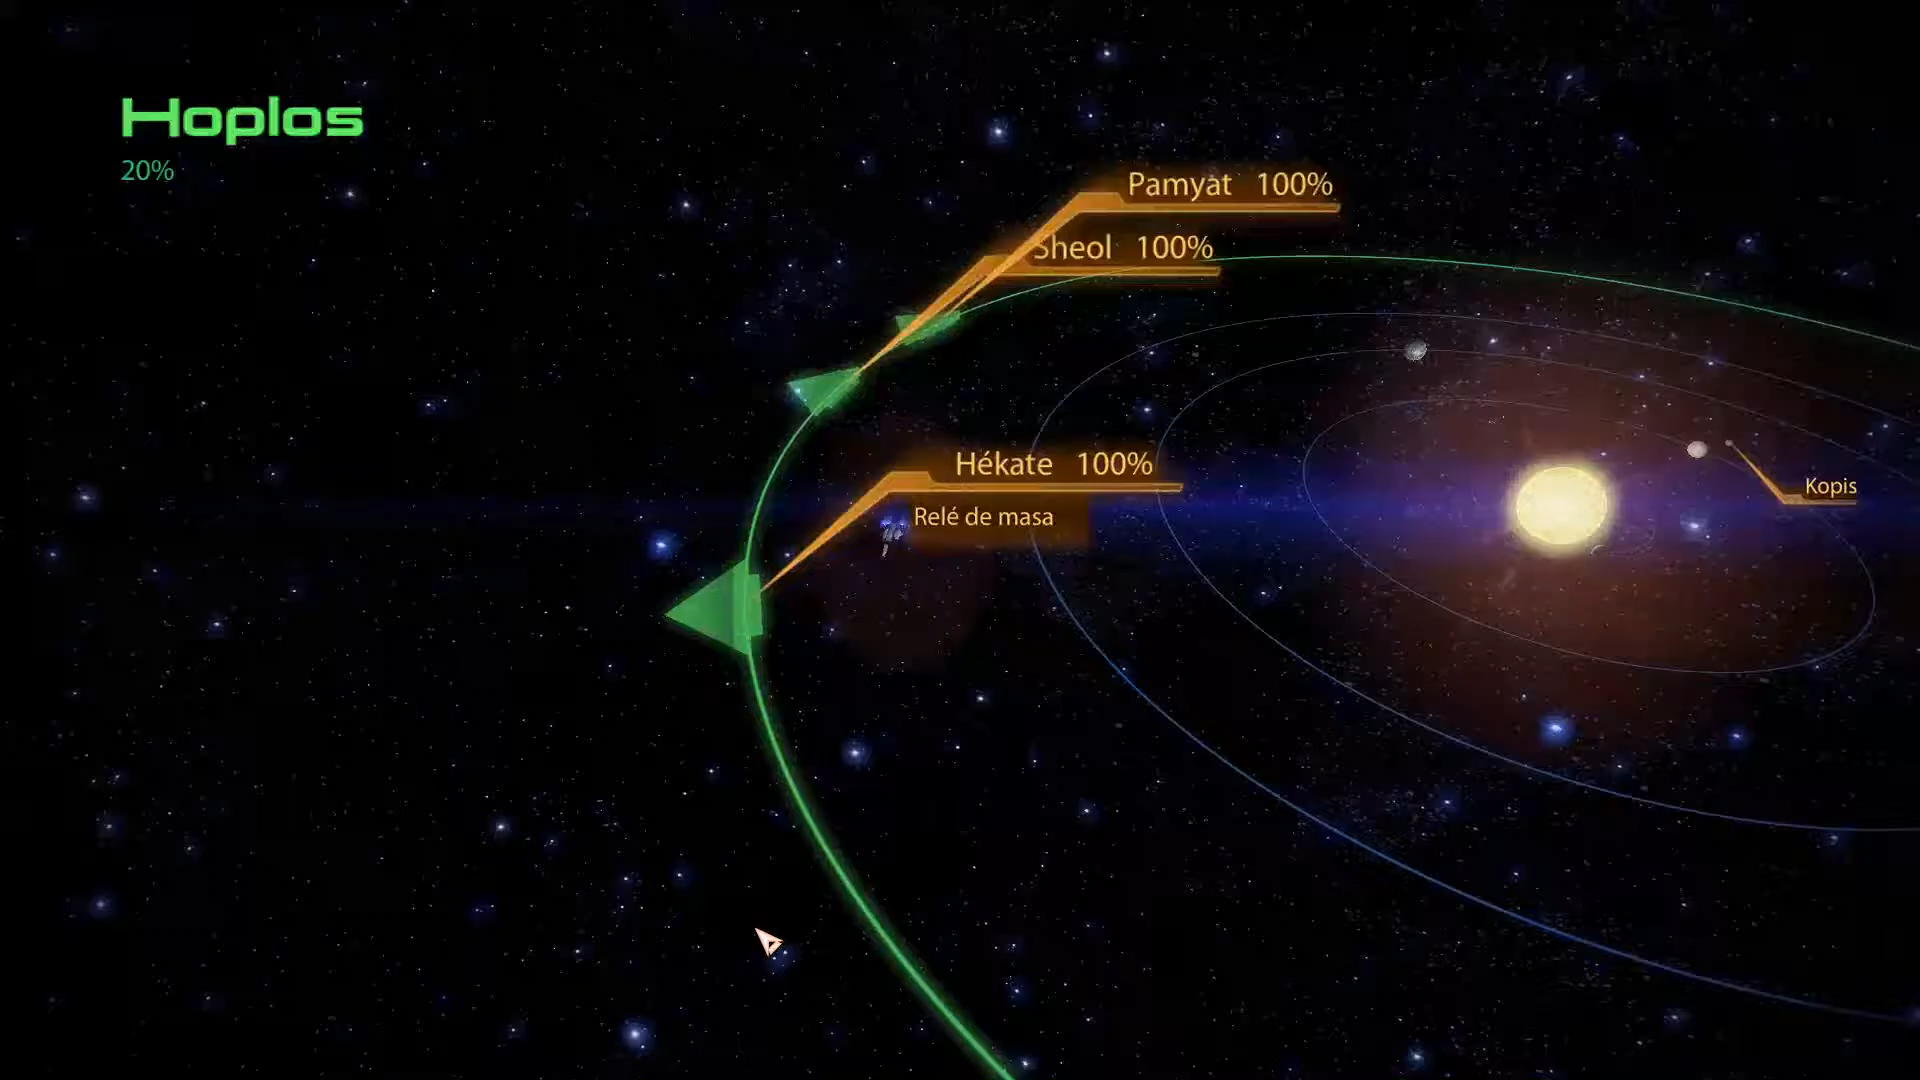 Hoplos
20%
Pamyat 100%
Sheol 100%
Hékate 100%
Relé de masa
Kopis